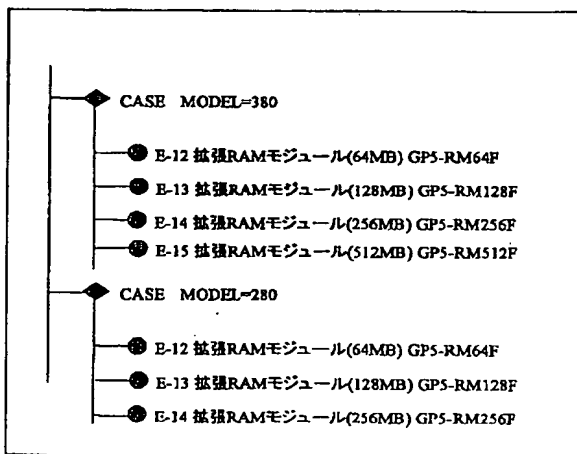 CASE MODEL=380
E-12 拡張RAMモジュール(64MB) GP5-RM64F
E-13 拡張RAMモジュール(128MB) GP5-RM128F
E-14 拡張RAMモジュール(256MB) GP5-RM256F
E-15 拡張RAMモジュール(512MB) GP5-RM512F
CASE MODEL=280
E-12 拡張RAMモジュール(64MB) GP5-RM64F
E-13 拡張RAMモジュール(128MB) GP5-RM128F
E-14 拡張RAMモジュール(256MB) GP5-RM256F